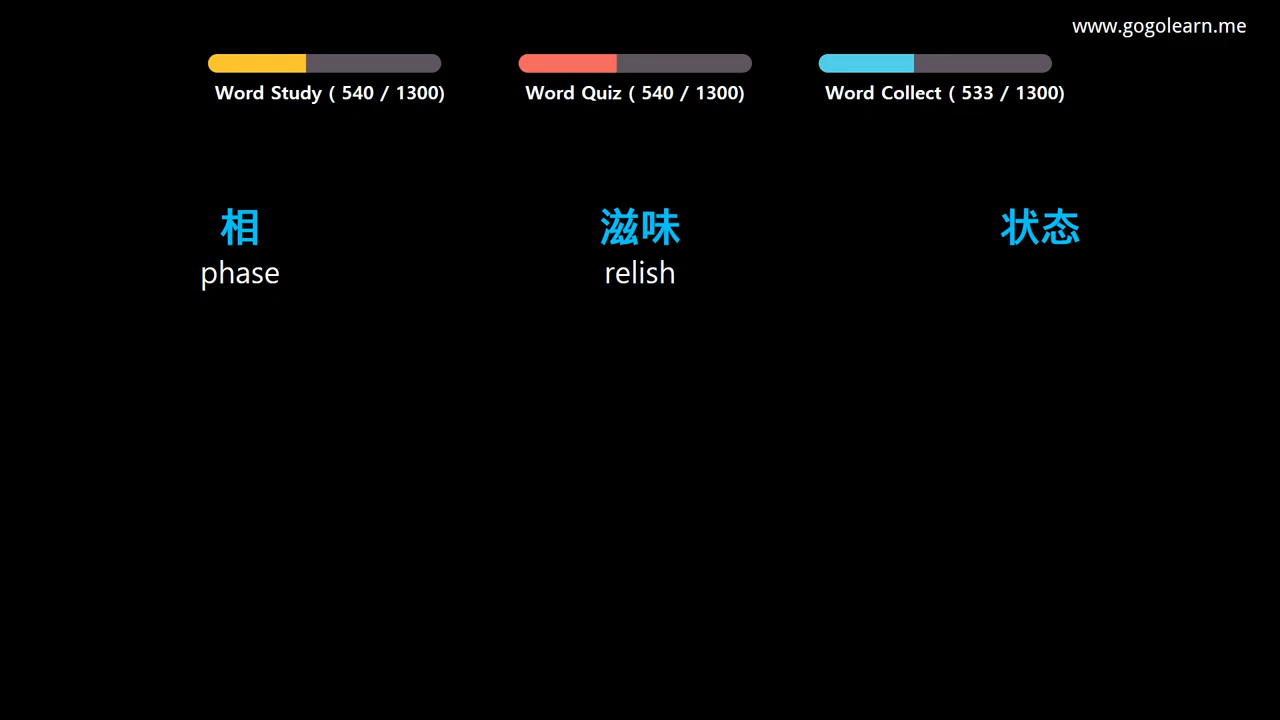 www.gogolearn.me
Word Study ( 540 / 1300)
Word Quiz ( 540 / 1300)
Word Collect ( 533 / 1300)
相
滋味
状态
phase
relish